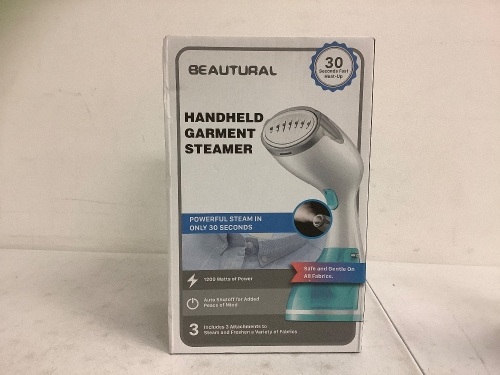 BEAUTURAL
30
Seconds Fast
Heat-Up
HANDHELD
GARMENT
STEAMER
POWERFUL STEAM IN
ONLY 30 SECONDS
Safe and Gentle On
All Fabrics.
1200 Watts of Power
Auto Shutoff for Added
Peace of Mind
3 Includes 3 Attachments to
Steam and Freshen a Variety of Fabrics